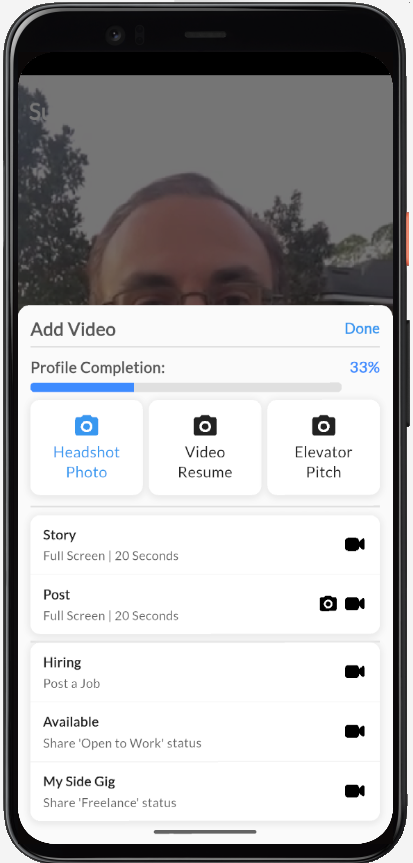 Su
Add Video
Done
Profile Completion:
33%
Headshot
Photo
Video
Resume
Elevator
Pitch
Story
Full Screen | 20 Seconds
Post
Full Screen | 20 Seconds
Hiring
Post a Job
Available
Share 'Open to Work' status
My Side Gig
Share 'Freelance' status